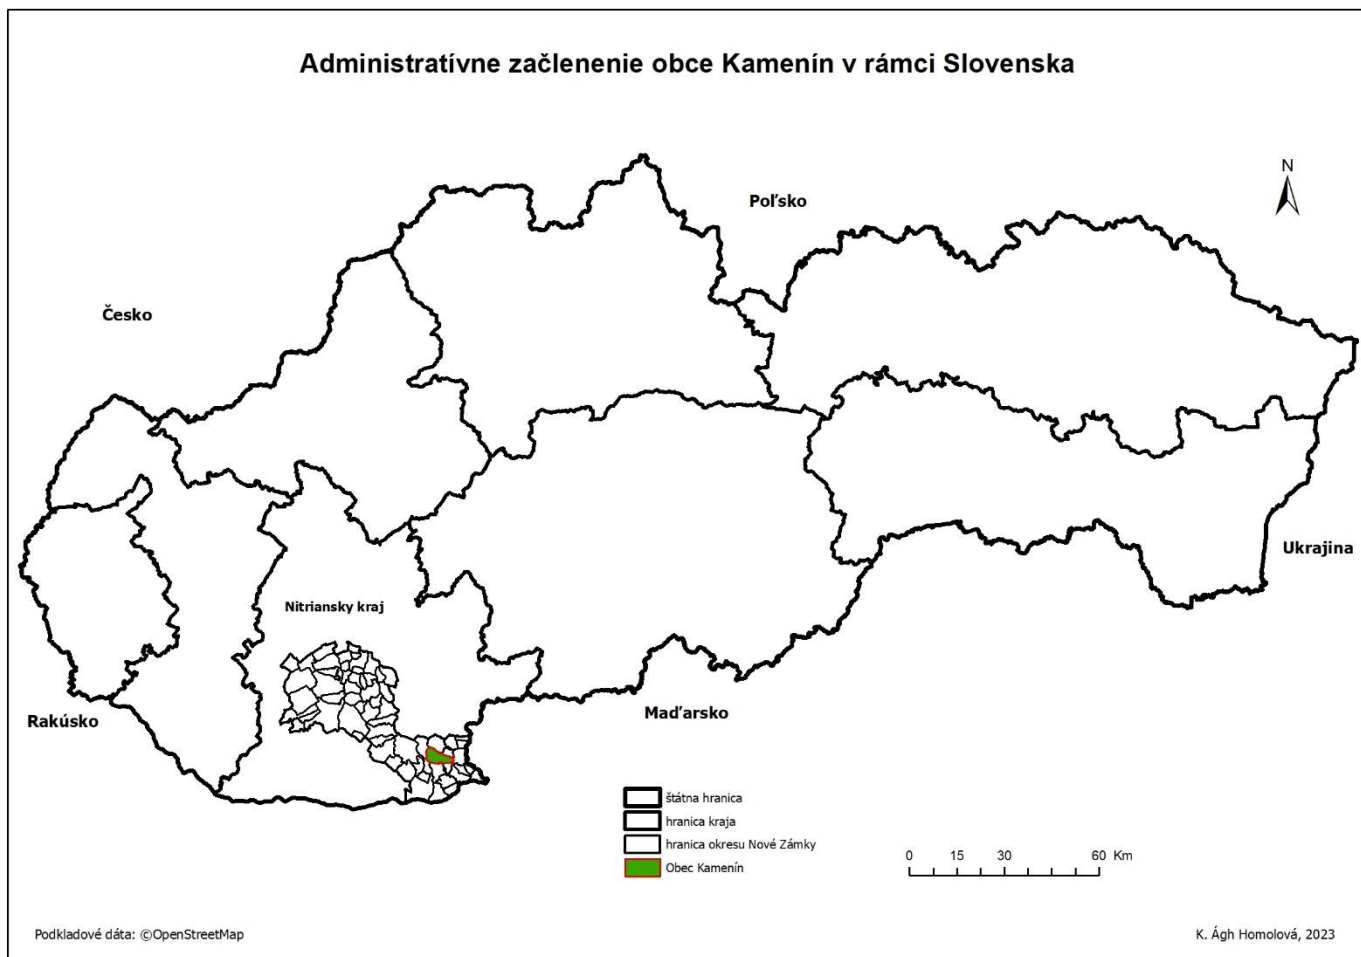 Administratívne začlenenie obce Kamenín v rámci Slovenska
N
Poľsko
Česko
Ukrajina
Nitriansky kraj
Rakúsko
Maďarsko
štátna hranica
hranica kraja
hranica okresu Nové Zámky
Obec Kamenín
0 15 30 60 Km
Podkladové dáta: ©OpenStreetMap
K. Ágh Homolová, 2023